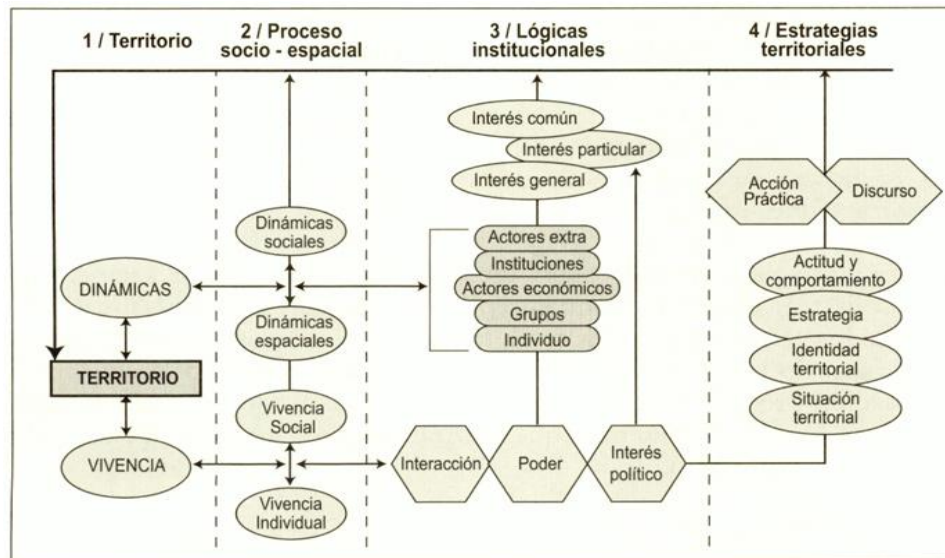 1 / Territorio
2 / Proceso
socio - espacial
3 / Lógicas
institucionales
4 / Estrategias
territoriales
DINÁMICAS
TERRITORIO
VIVENCIA
Dinámicas
sociales
Dinámicas
espaciales
Vivencia
Social
Vivencia
Individual
Interés común
Interés particular
Interés general
Actores extra
Instituciones
Actores económicos
Grupos
Individuo
Interacción
Poder
Interés
político
Acción
Práctica
Discurso
Actitud y
comportamiento
Estrategia
Identidad
territorial
Situación
territorial